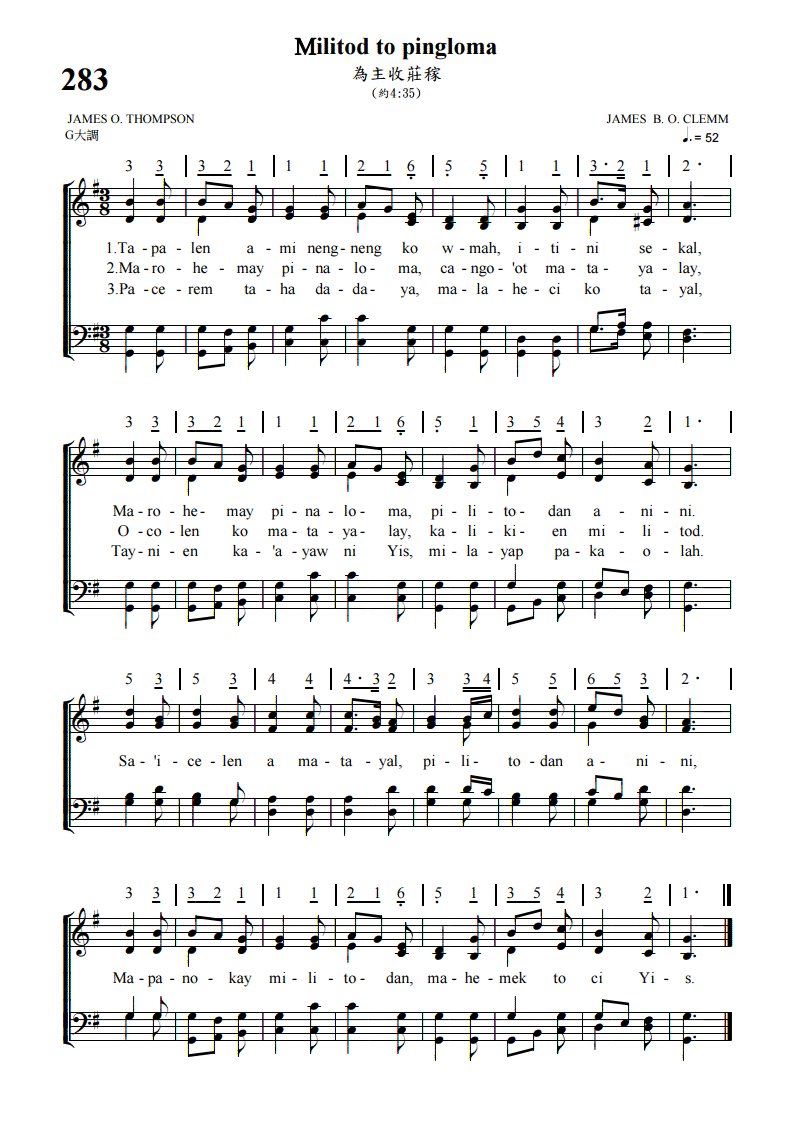 Militod to pingloma
283
為主收莊稼
(約4:35)
JAMES O. THOMPSON
JAMES B. O. CLEMM
G大調
♩. = 52
3 3 | 3 2 1 | 1 1 | 2 1 6 | 5 5 | 1 1 | 3· 2 1 | 2· |
1.Ta - pa - len a - mi neng - neng ko w - mah, i - ti - ni se - kal,
2.Ma - ro - he - may pi - na - lo - ma, ca - ngo - 'ot ma - ta - ya - lay,
3.Pa - ce - rem ta - ha da - da - ya, ma - la - he - ci ko ta - yal,
3 3 | 3 2 1 | 1 1 | 2 1 6 | 5 1 | 3 5 4 | 3 2 | 1· |
Ma - ro - he - may pi - na - lo - ma, pi - li - to - dan a - ni - ni.
O - co - len ko ma - ta - ya - lay, ka - li - ki - en mi - li - tod.
Tay - ni - en ka - 'a - yaw ni Yis, mi - la - yap pa - ka - o - lah.
5 3 | 5 3 | 4 4 | 4· 3 2 | 3 3 4 | 5 5 | 6 5 3 | 2· |
Sa - 'i - ce - len a ma - ta - yal, pi - li - to - dan a - ni - ni,
3 3 | 3 2 1 | 1 1 | 2 1 6 | 5 1 | 3 5 4 | 3 2 | 1· ||
Ma - pa - no - kay mi - li - to - dan, ma - he - mek to ci Yi - s.